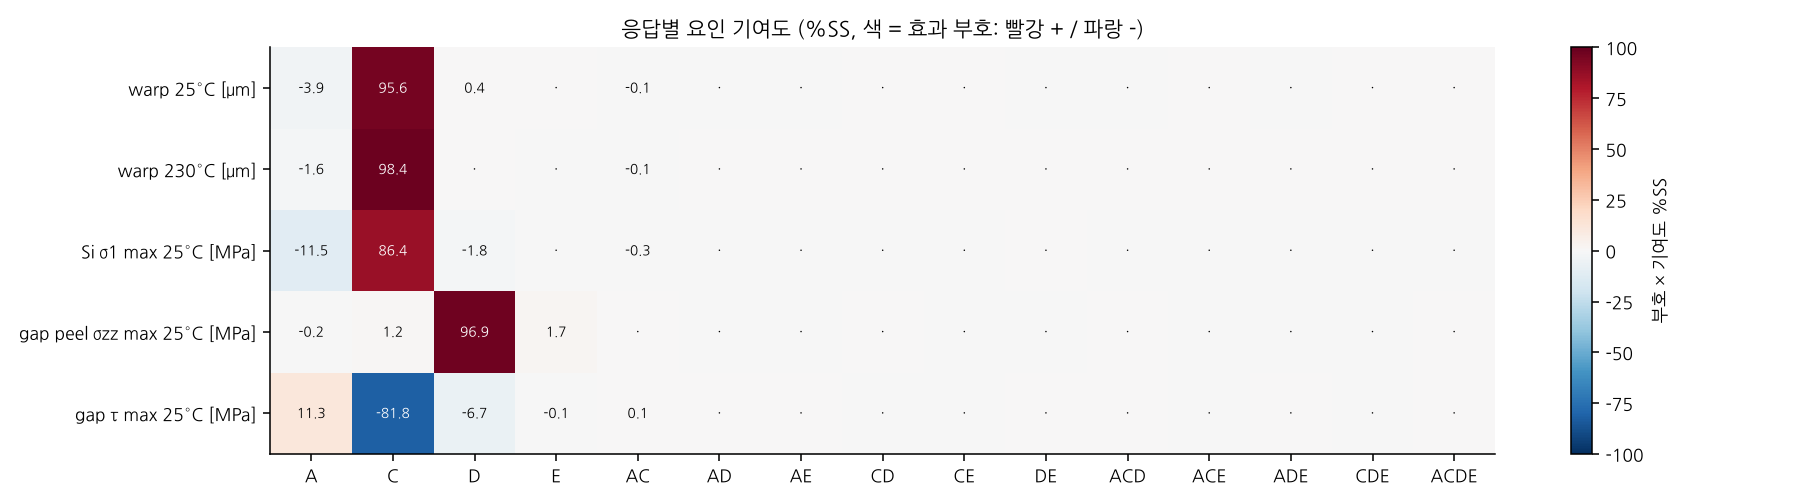 응답별 요인 기여도 (%SS, 색 = 효과 부호: 빨강 + / 파랑 -)
warp 25°C [µm] -3.9 95.6 0.4 · -0.1 · · · · · · · · · ·
warp 230°C [µm] -1.6 98.4 · · -0.1 · · · · · · · · · ·
Si σ1 max 25°C [MPa] -11.5 86.4 -1.8 · -0.3 · · · · · · · · · ·
gap peel σzz max 25°C [MPa] -0.2 1.2 96.9 1.7 · · · · · · · · · · ·
gap τ max 25°C [MPa] 11.3 -81.8 -6.7 -0.1 0.1 · · · · · · · · · ·
A C D E AC AD AE CD CE DE ACD ACE ADE CDE ACDE
100
75
50
25
0
-25
-50
-75
-100
부호 × 기여도 %SS